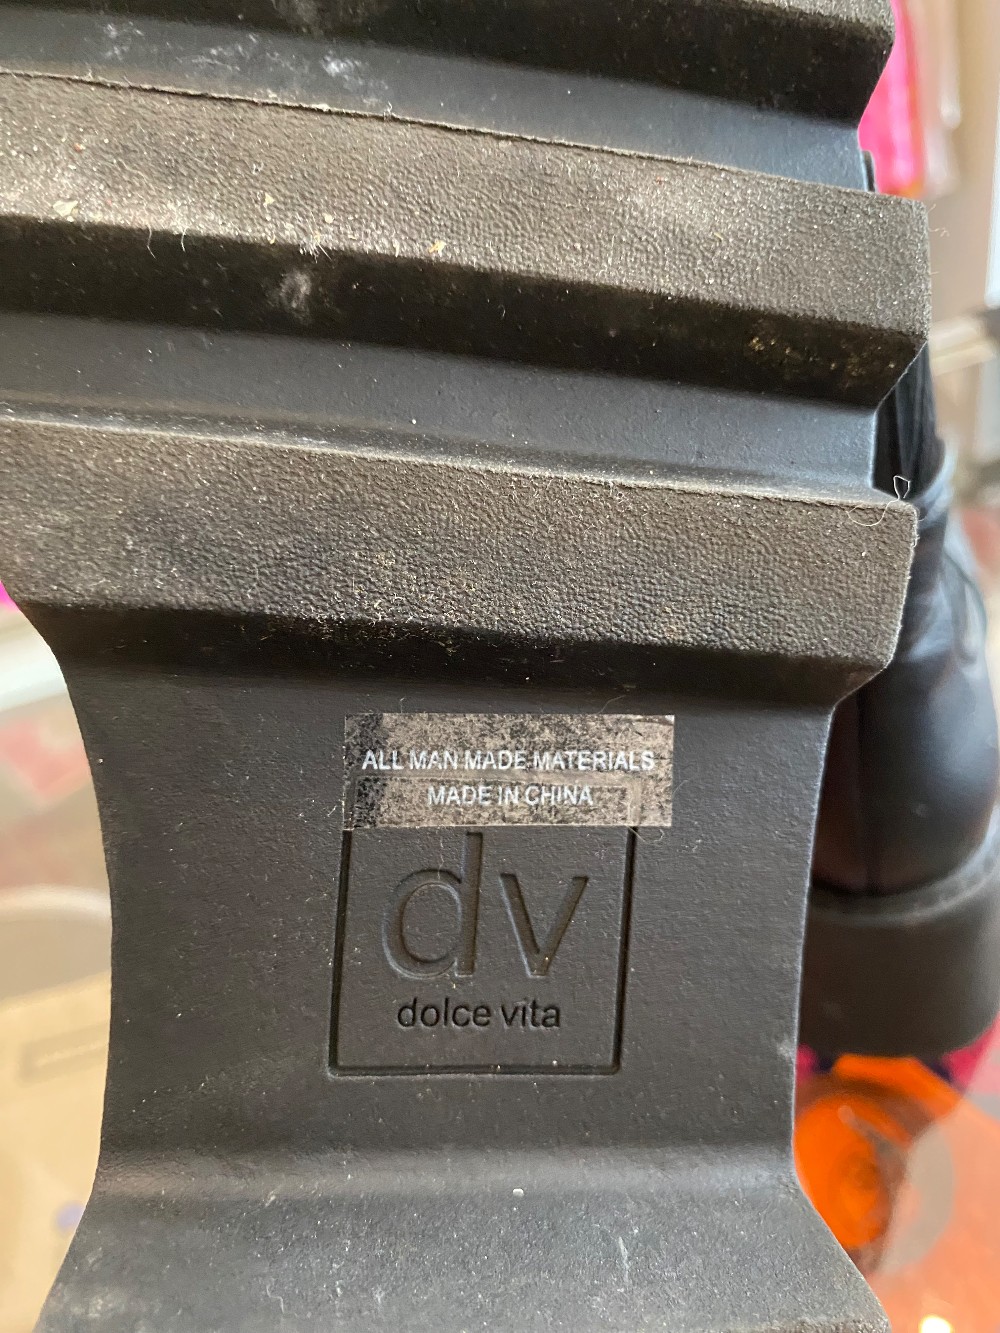 ALL MAN MADE MATERIALS
MADE IN CHINA
dv
dolce vita